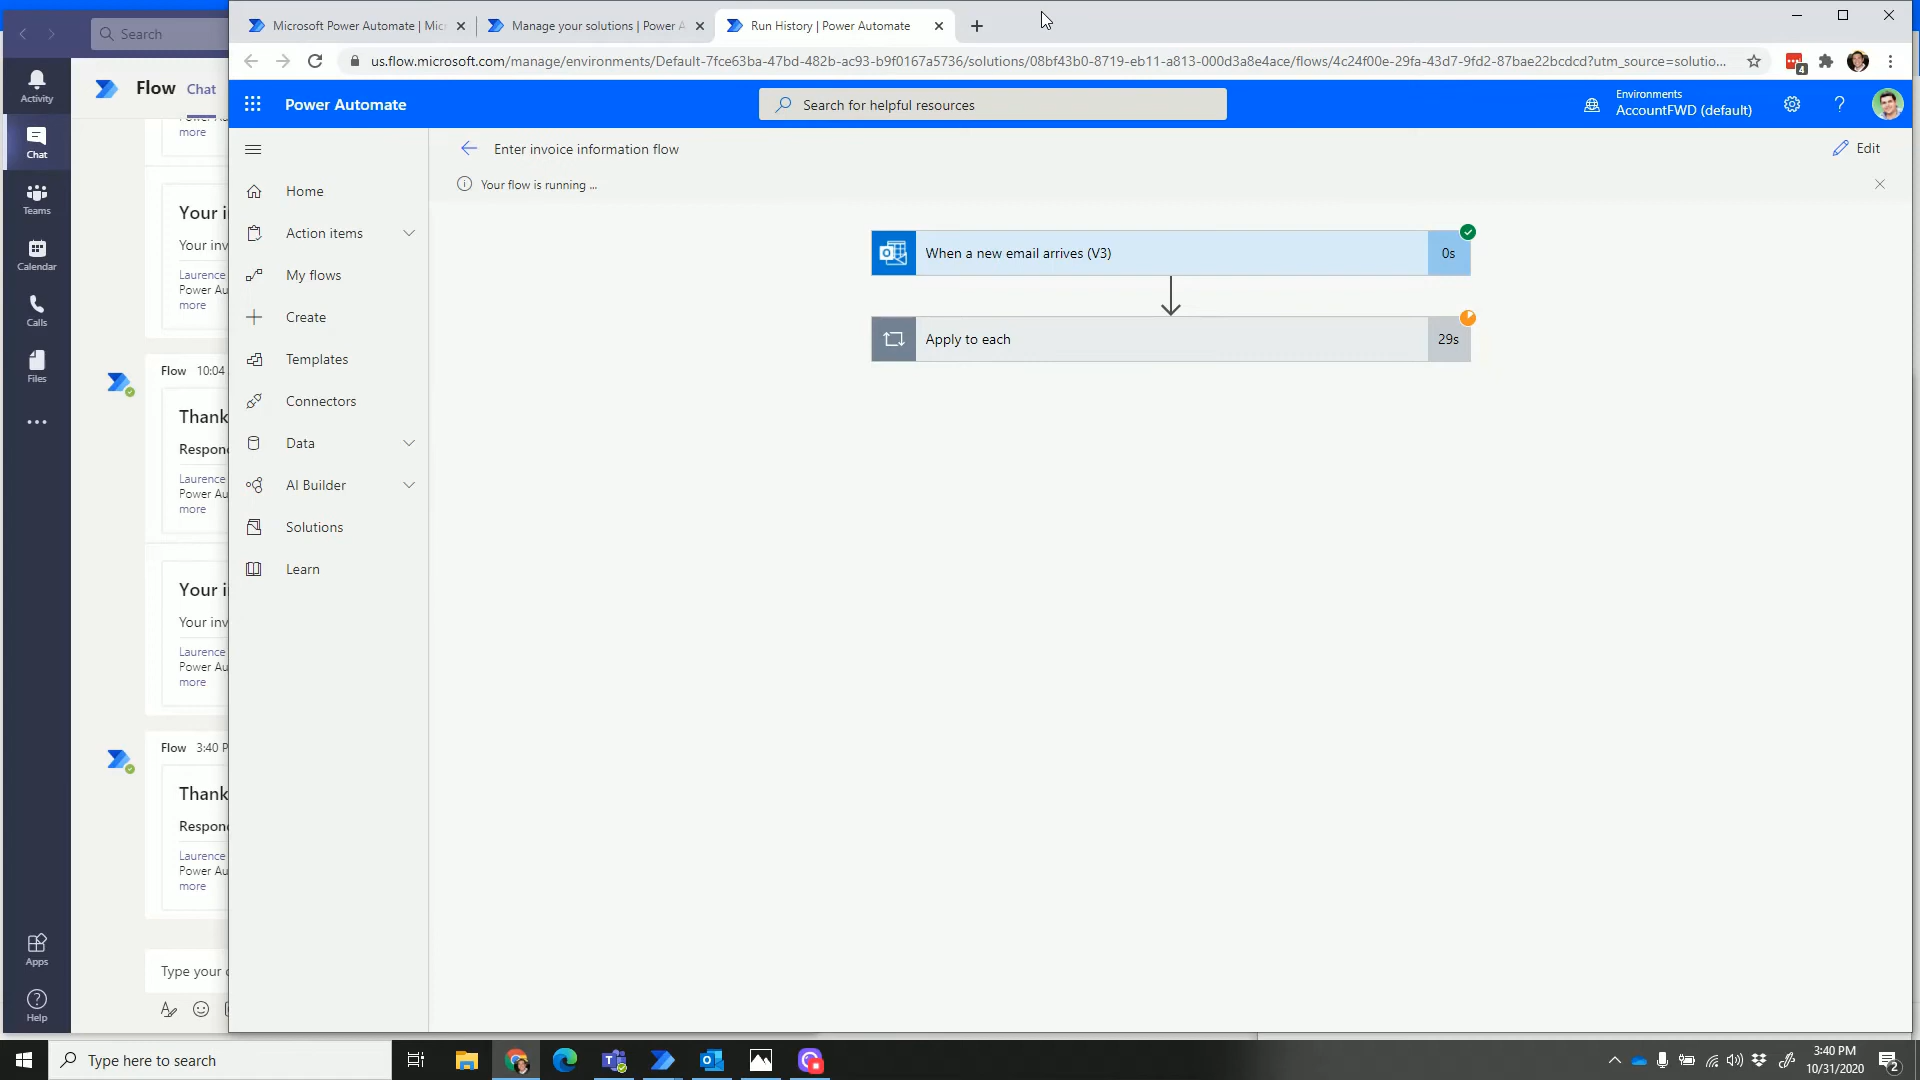 Microsoft Power Automate | Mic
Manage your solutions | Power A
Run History | Power Automate
Search
us.flow.microsoft.com/manage/environments/Default-7fce63ba-47bd-482b-ac93-b9f0167a5736/solutions/08bf43b0-8719-eb11-a813-000d3a8e4ace/flows/4c24f00e-29fa-43d7-9fd2-87bae22bcdcd?utm_source=solutio...
4
Power Automate
Search for helpful resources
Environments
AccountFWD (default)
?
Activity
Chat
Teams
Calendar
Calls
Files
Apps
Help
Flow Chat
more
Your i
Your inv
Laurence
Power Au
more
Flow 10:04
Thank
Respon
Laurence
Power Au
more
Your i
Your inv
Laurence
Power Au
more
Flow 3:40 P
Thank
Respon
Laurence
Power Au
more
Type your
Home
Action items
My flows
Create
Templates
Connectors
Data
AI Builder
Solutions
Learn
Enter invoice information flow
Edit
Your flow is running ...
When a new email arrives (V3)
0s
Apply to each
29s
Type here to search
3:40 PM
10/31/2020
2